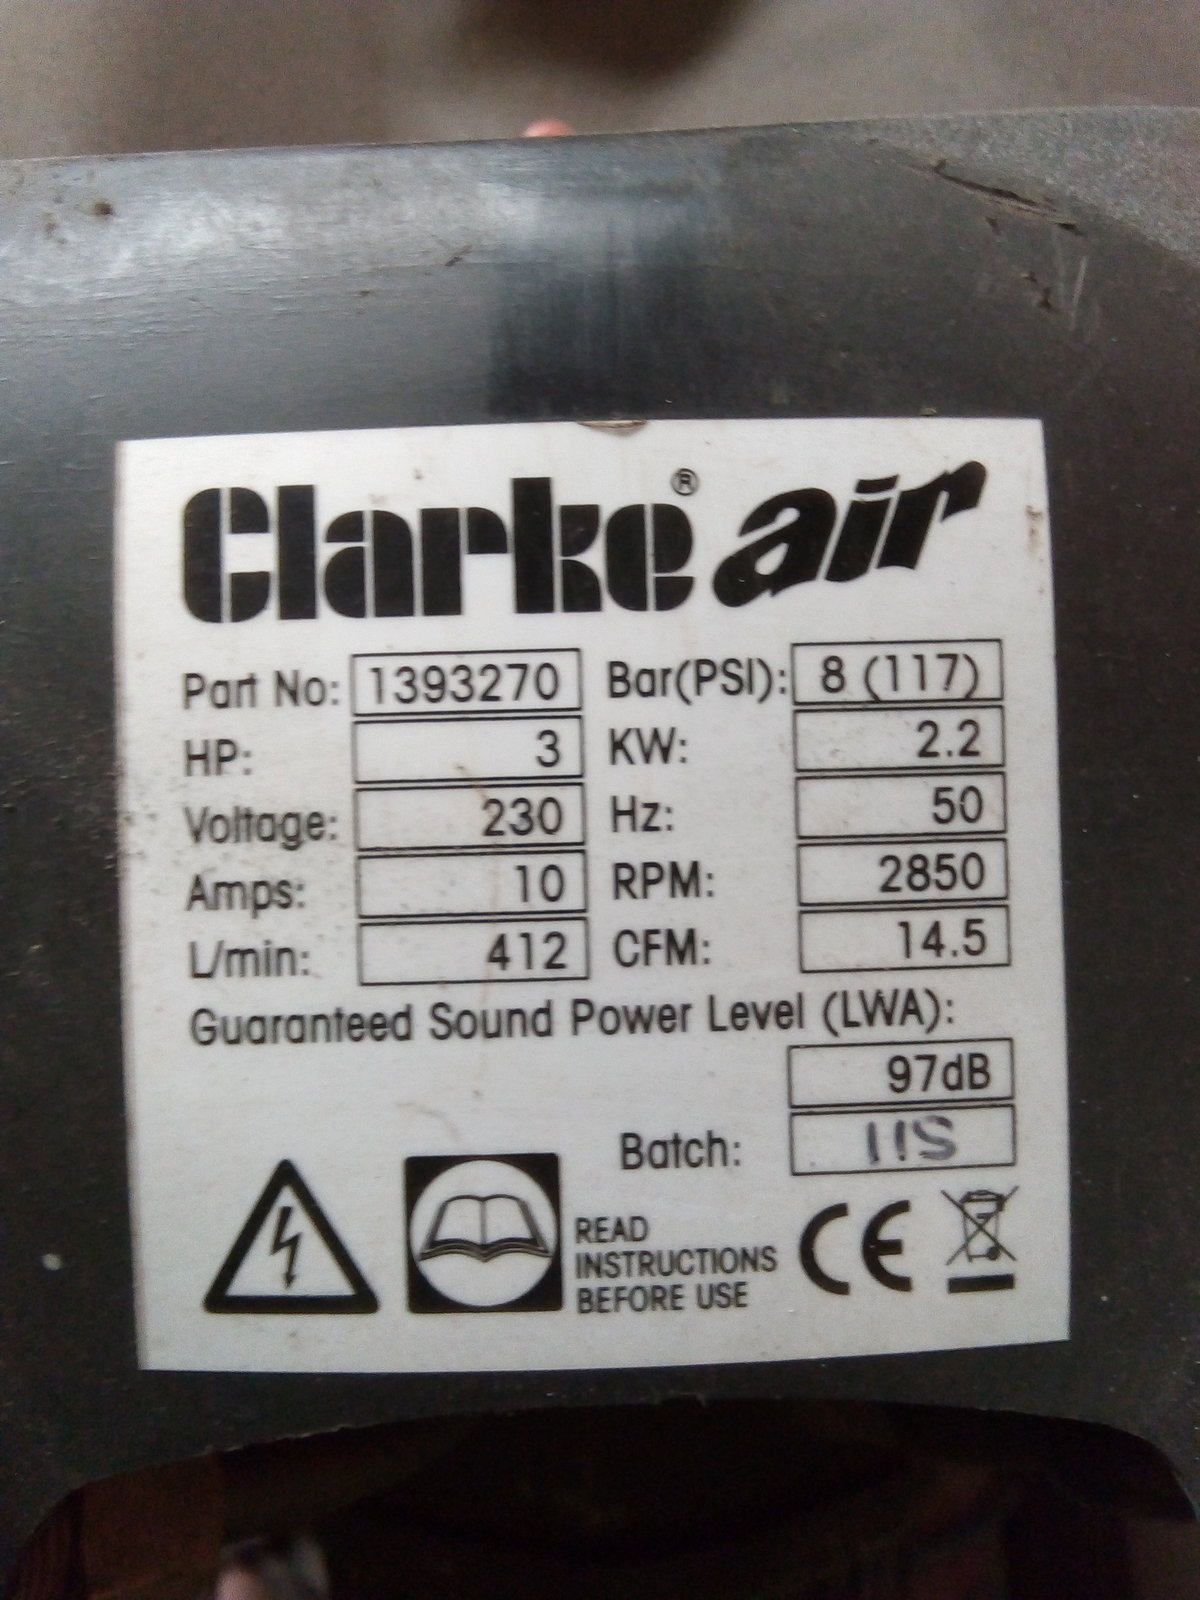 Clarke® air
Part No: 1393270 Bar(PSI): 8 (117)
HP: 3 KW: 2.2
Voltage: 230 Hz: 50
Amps: 10 RPM: 2850
L/min: 412 CFM: 14.5
Guaranteed Sound Power Level (LWA):
97dB
Batch: 11S
READ
INSTRUCTIONS
BEFORE USE
CE